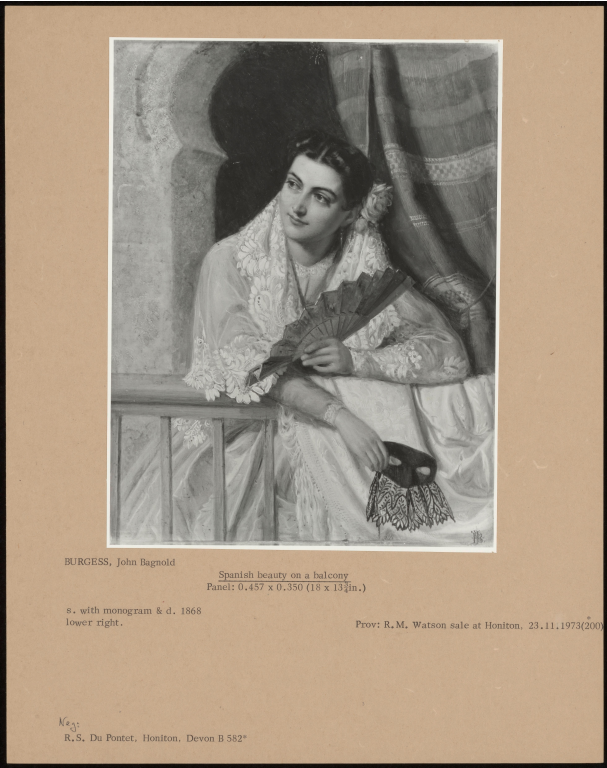 BURGESS, John Bagnold
Spanish beauty on a balcony
Panel: 0.457 x 0.350 (18 x 13¾in.)
s. with monogram & d. 1868
lower right.
Prov: R.M. Watson sale at Honiton, 23.11.1973(200)
Neg:
R.S. Du Pontet, Honiton, Devon B 582*